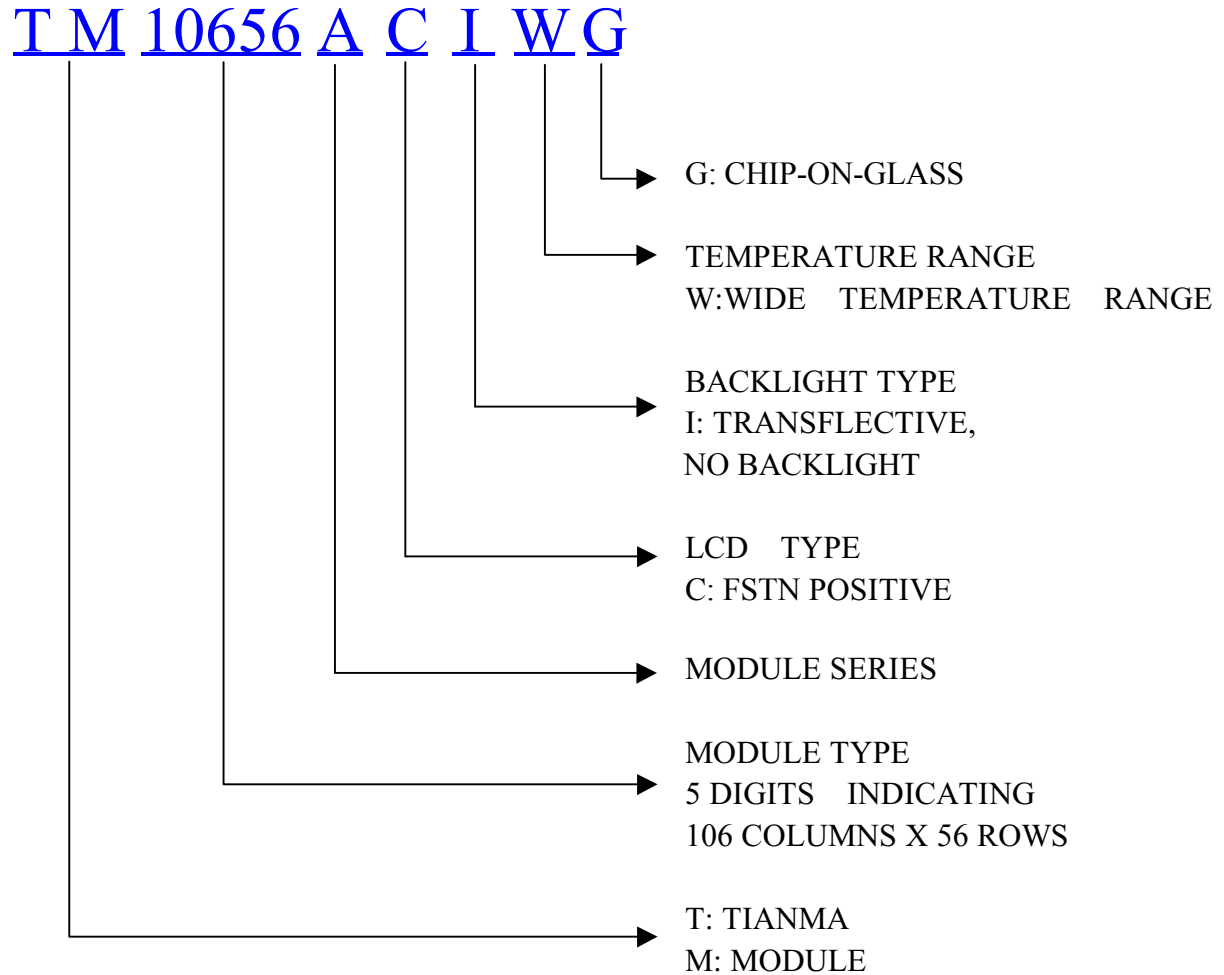 T M 10656 A C I W G
G: CHIP-ON-GLASS
TEMPERATURE RANGE
W:WIDE TEMPERATURE RANGE
BACKLIGHT TYPE
I: TRANSFLECTIVE,
NO BACKLIGHT
LCD TYPE
C: FSTN POSITIVE
MODULE SERIES
MODULE TYPE
5 DIGITS INDICATING
106 COLUMNS X 56 ROWS
T: TIANMA
M: MODULE